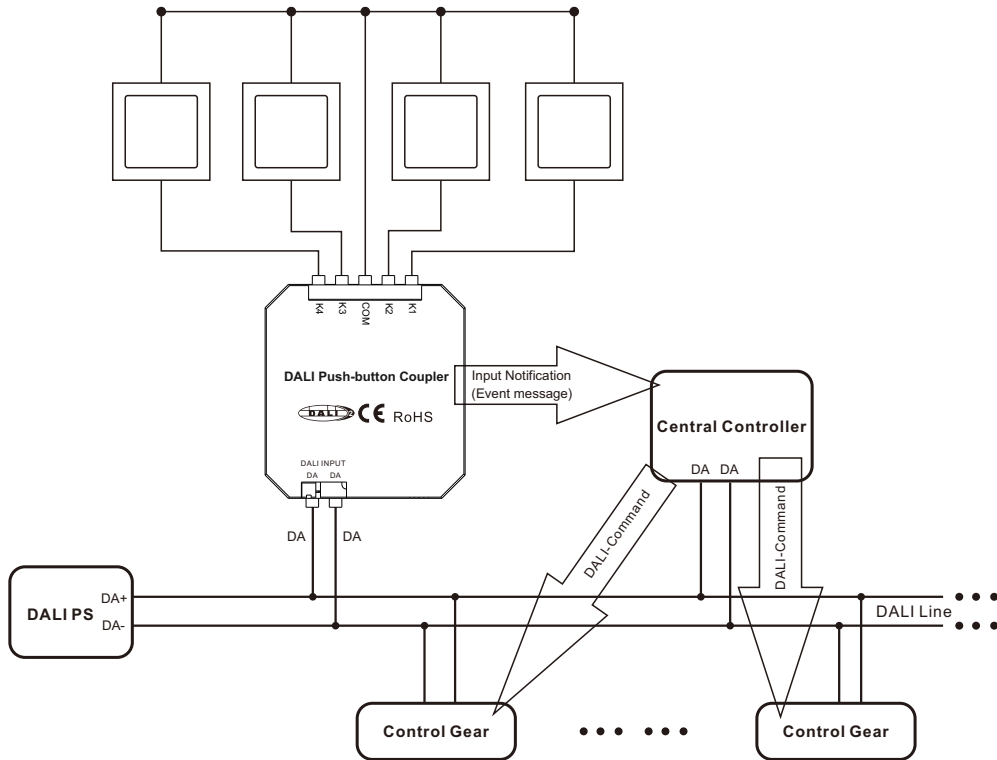 K4
K3
COM
K2
K1
DALI Push-button Coupler
DALI 2 CE RoHS
Input Notification
(Event message)
Central Controller
DA DA
DALI INPUT
DA DA
DA DA
DALI-Command
DALI-Command
DALI PS
DA+
DA-
DALI Line
Control Gear
Control Gear